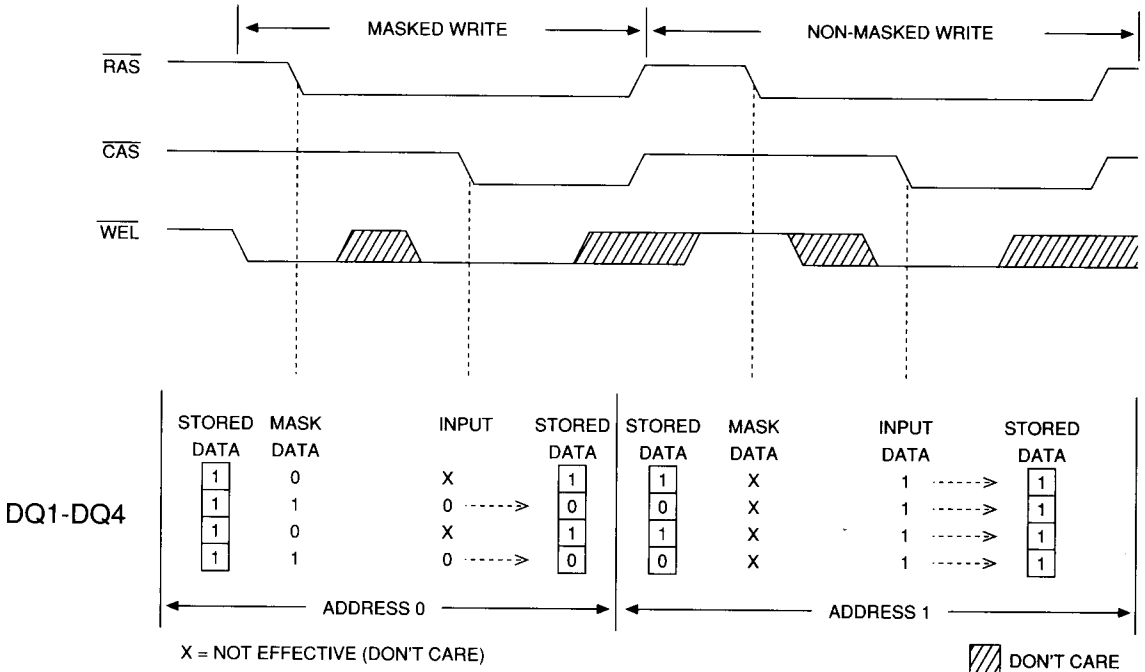 MASKED WRITE NON-MASKED WRITE
RAS
CAS
WEL
STORED MASK INPUT STORED STORED MASK INPUT STORED
DATA DATA DATA DATA DATA DATA DATA
1 0 X 1 1 X 1 1
1 1 0 0 0 X 1 1
1 0 X 1 1 X 1 1
1 1 0 0 0 X 1 1
DQ1-DQ4
ADDRESS 0 ADDRESS 1
X = NOT EFFECTIVE (DON'T CARE) DON'T CARE